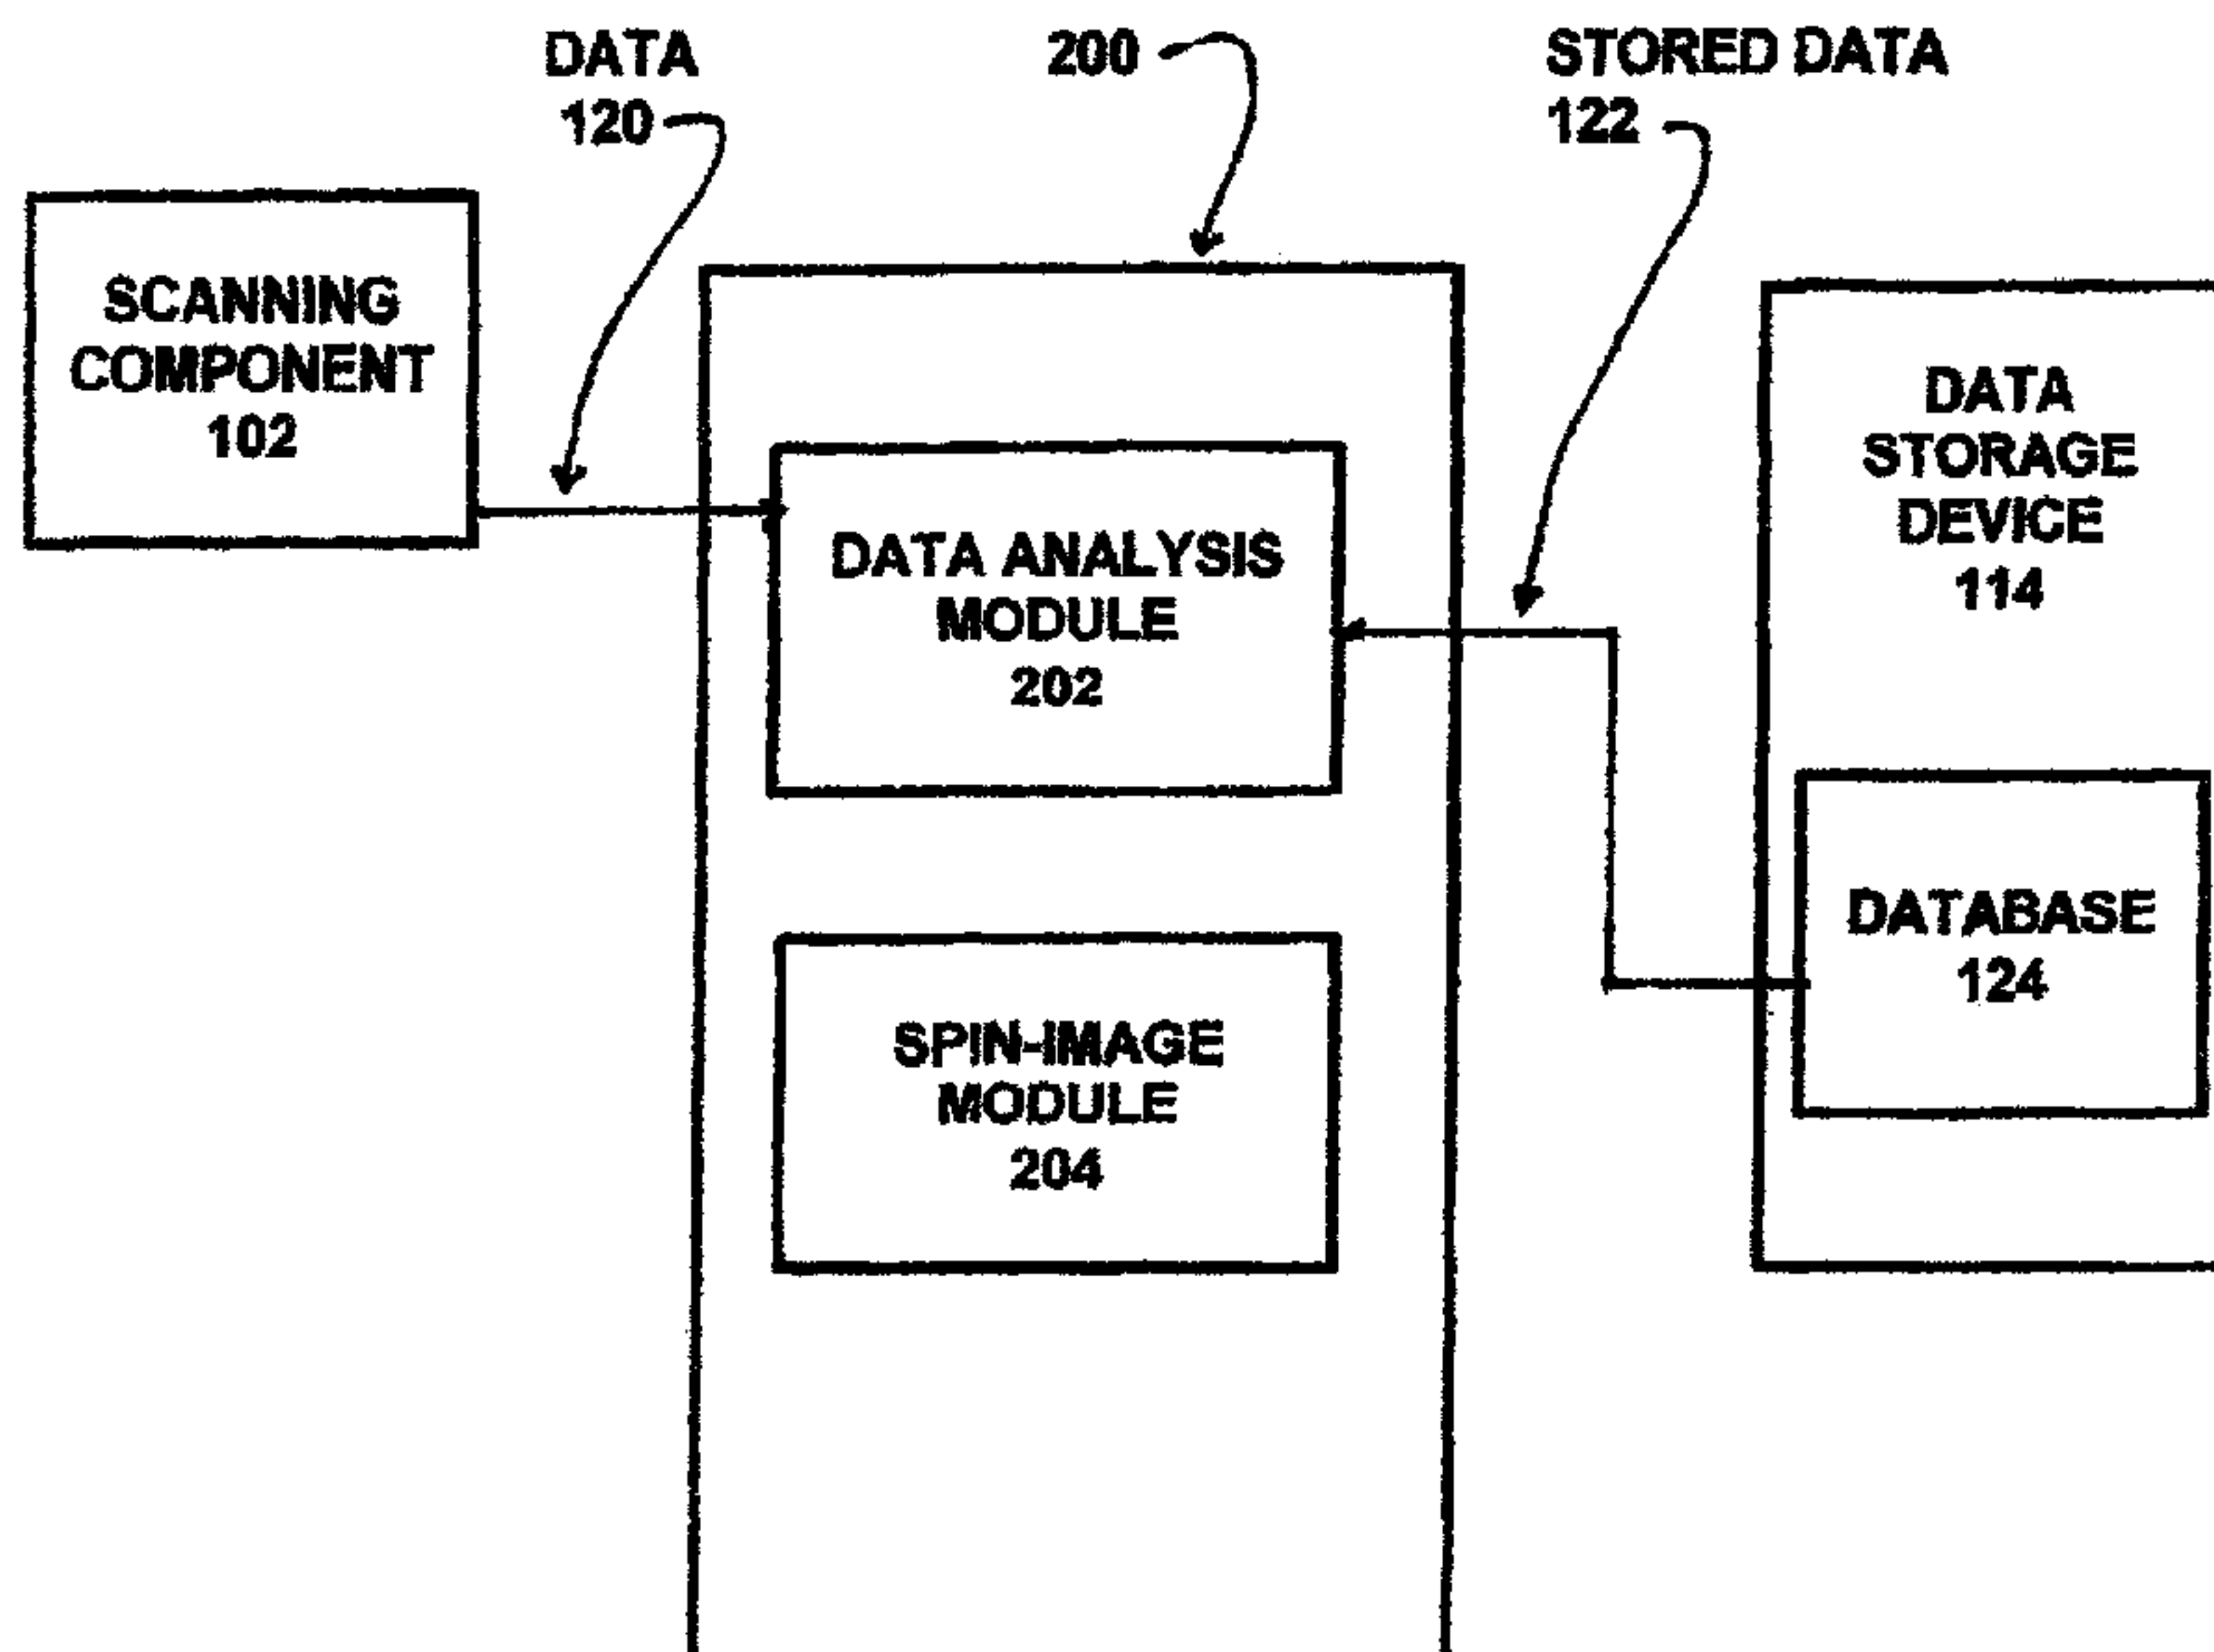 DATA
120
200
STORED DATA
122
SCANNING
COMPONENT
102
DATA ANALYSIS
MODULE
202
DATA
STORAGE
DEVICE
114
SPIN-IMAGE
MODULE
204
DATABASE
124